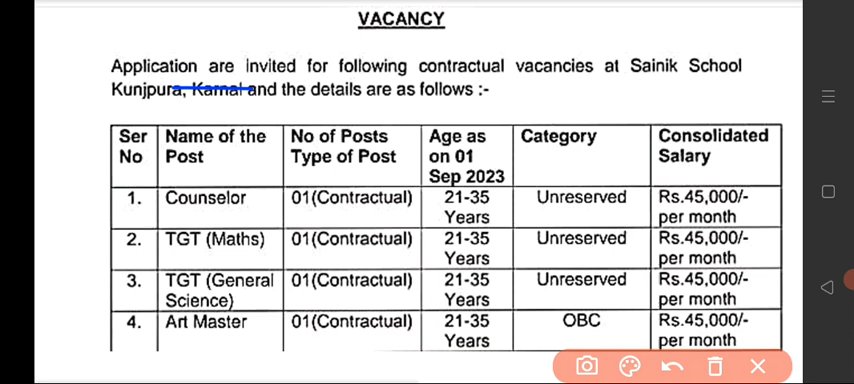 VACANCY
Application are invited for following contractual vacancies at Sainik School
Kunjpura, Karnal and the details are as follows :-
Ser No | Name of the Post | No of Posts Type of Post | Age as on 01 Sep 2023 | Category | Consolidated Salary
1. | Counselor | 01(Contractual) | 21-35 Years | Unreserved | Rs.45,000/- per month
2. | TGT (Maths) | 01(Contractual) | 21-35 Years | Unreserved | Rs.45,000/- per month
3. | TGT (General Science) | 01(Contractual) | 21-35 Years | Unreserved | Rs.45,000/- per month
4. | Art Master | 01(Contractual) | 21-35 Years | OBC | Rs.45,000/- per month